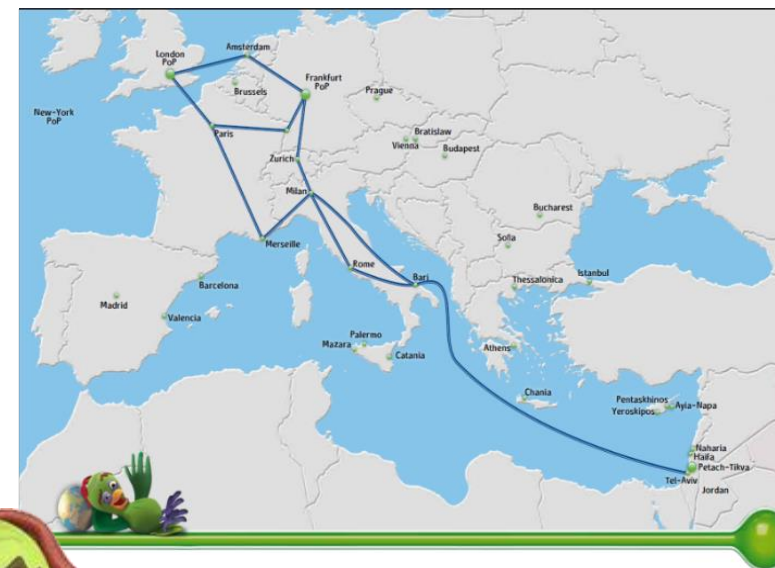 London
PoP
Amsterdam
Brussels
Frankfurt
PoP
Prague
New-York
PoP
Paris
Bratislaw
Vienna
Budapest
Zurich
Milan
Bucharest
Merseille
Sofia
Rome
Bari
Thessalonica
Istanbul
Barcelona
Madrid
Valencia
Palermo
Mazara
Catania
Athens
Chania
Pentaskhinos
Ayia-Napa
Yeroskipos
Naharia
Haifa
Petach-Tikva
Tel-Aviv
Jordan